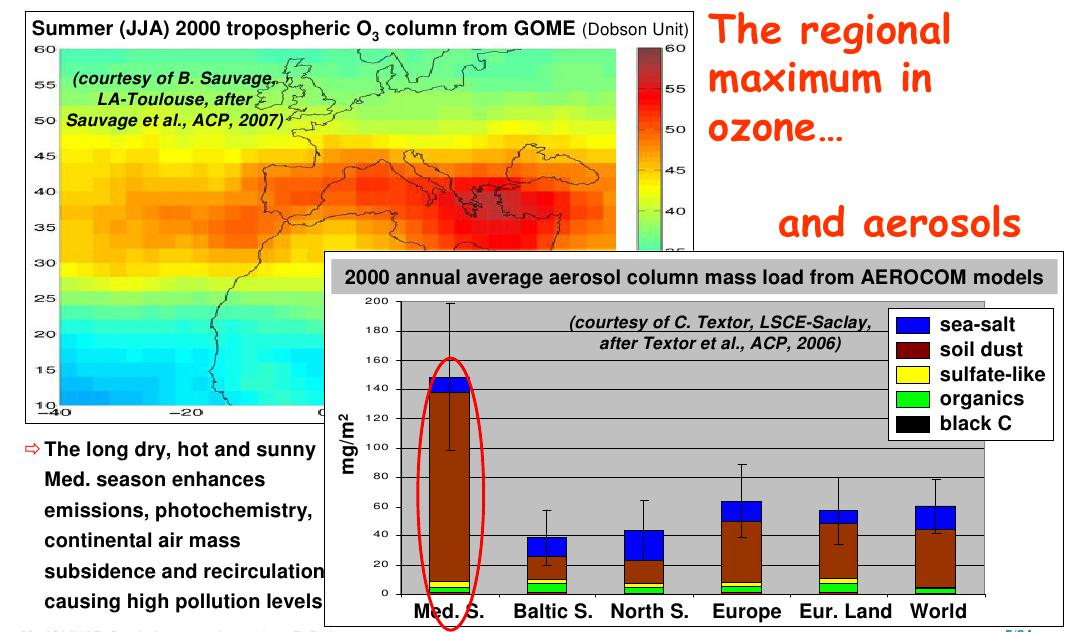 Summer (JJA) 2000 tropospheric O3 column from GOME (Dobson Unit)
(courtesy of B. Sauvage,
LA-Toulouse, after
Sauvage et al., ACP, 2007)
60
50
45
40
35
30
25
20
15
10
-40
-20
60
55
50
45
40
The regional
maximum in
ozone…
and aerosols
2000 annual average aerosol column mass load from AEROCOM models
(courtesy of C. Textor, LSCE-Saclay,
after Textor et al., ACP, 2006)
mg/m2
200
180
160
140
120
100
80
60
40
20
0
sea-salt
soil dust
sulfate-like
organics
black C
Med. S. Baltic S. North S. Europe Eur. Land World
⇨ The long dry, hot and sunny
Med. season enhances
emissions, photochemistry,
continental air mass
subsidence and recirculation
causing high pollution levels